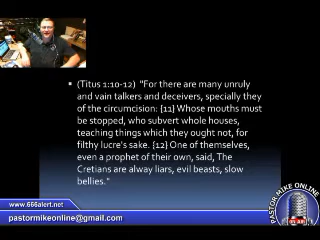 (Titus 1:10-12) "For there are many unruly
and vain talkers and deceivers, specially they
of the circumcision: {11} Whose mouths must
be stopped, who subvert whole houses,
teaching things which they ought not, for
filthy lucre's sake. {12} One of themselves,
even a prophet of their own, said, The
Cretians are alway liars, evil beasts, slow
bellies."
www.666alert.net
pastormikeonline@gmail.com
PASTOR MIKE ONLINE
ON AIR